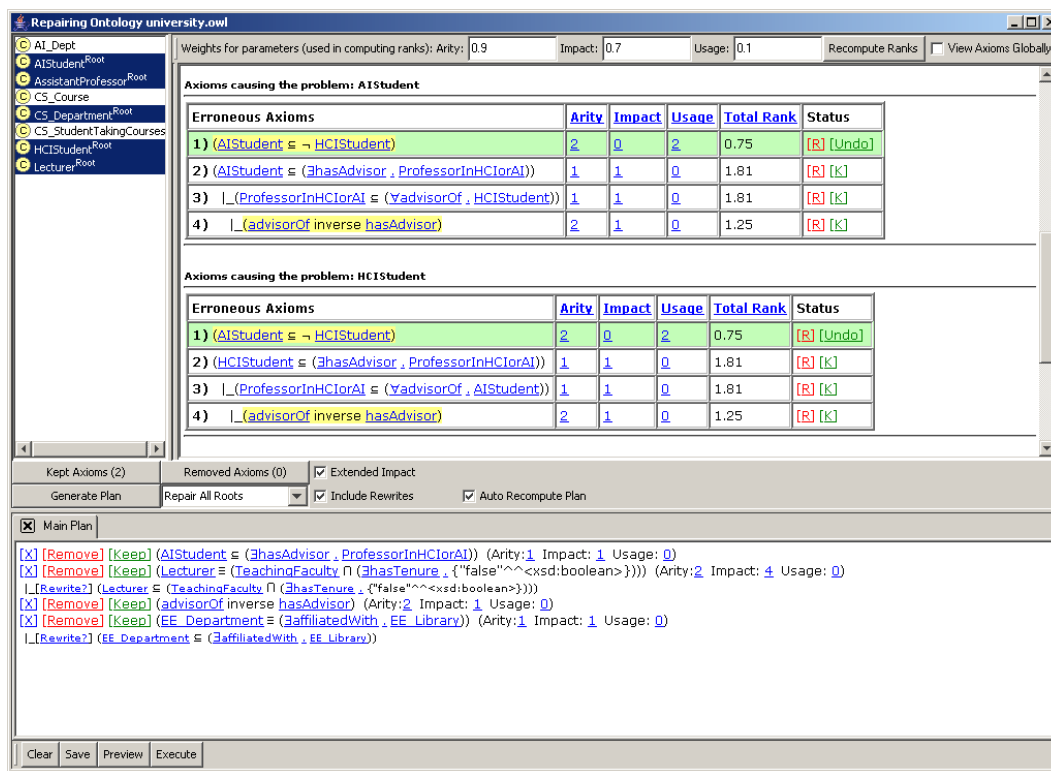 Repairing Ontology university.owl
AI_Dept
AIStudentRoot
AssistantProfessorRoot
CS_Course
CS_DepartmentRoot
CS_StudentTakingCourses
HCIStudentRoot
LecturerRoot
Weights for parameters (used in computing ranks): Arity: 0.9 Impact: 0.7 Usage: 0.1 Recompute Ranks View Axioms Globally
Axioms causing the problem: AIStudent
Erroneous Axioms Arity Impact Usage Total Rank Status
1) (AIStudent ⊆ ¬ HCIStudent) 2 0 2 0.75 [R] [Undo]
2) (AIStudent ⊆ (∃hasAdvisor . ProfessorInHCIorAI)) 1 1 0 1.81 [R] [K]
3) |_(ProfessorInHCIorAI ⊆ (∀advisorOf . HCIStudent)) 1 1 0 1.81 [R] [K]
4) |_(advisorOf inverse hasAdvisor) 2 1 0 1.25 [R] [K]
Axioms causing the problem: HCIStudent
Erroneous Axioms Arity Impact Usage Total Rank Status
1) (AIStudent ⊆ ¬ HCIStudent) 2 0 2 0.75 [R] [Undo]
2) (HCIStudent ⊆ (∃hasAdvisor . ProfessorInHCIorAI)) 1 1 0 1.81 [R] [K]
3) |_(ProfessorInHCIorAI ⊆ (∀advisorOf . AIStudent)) 1 1 0 1.81 [R] [K]
4) |_(advisorOf inverse hasAdvisor) 2 1 0 1.25 [R] [K]
Kept Axioms (2) Removed Axioms (0) Extended Impact
Generate Plan Repair All Roots Include Rewrites Auto Recompute Plan
Main Plan
[X] [Remove] [Keep] (AIStudent ⊆ (∃hasAdvisor . ProfessorInHCIorAI)) (Arity:1 Impact: 1 Usage: 0)
[X] [Remove] [Keep] (Lecturer ≡ (TeachingFaculty ∩ (∃hasTenure . {"false"^^<xsd:boolean>}))) (Arity:2 Impact: 4 Usage: 0)
|_[Rewrite?] (Lecturer ⊆ (TeachingFaculty ∩ (∃hasTenure . {"false"^^<xsd:boolean>})))
[X] [Remove] [Keep] (advisorOf inverse hasAdvisor) (Arity:2 Impact: 1 Usage: 0)
[X] [Remove] [Keep] (EE_Department ≡ (∃affiliatedWith . EE_Library)) (Arity:1 Impact: 1 Usage: 0)
|_[Rewrite?] (EE_Department ⊆ (∃affiliatedWith . EE_Library))
Clear Save Preview Execute